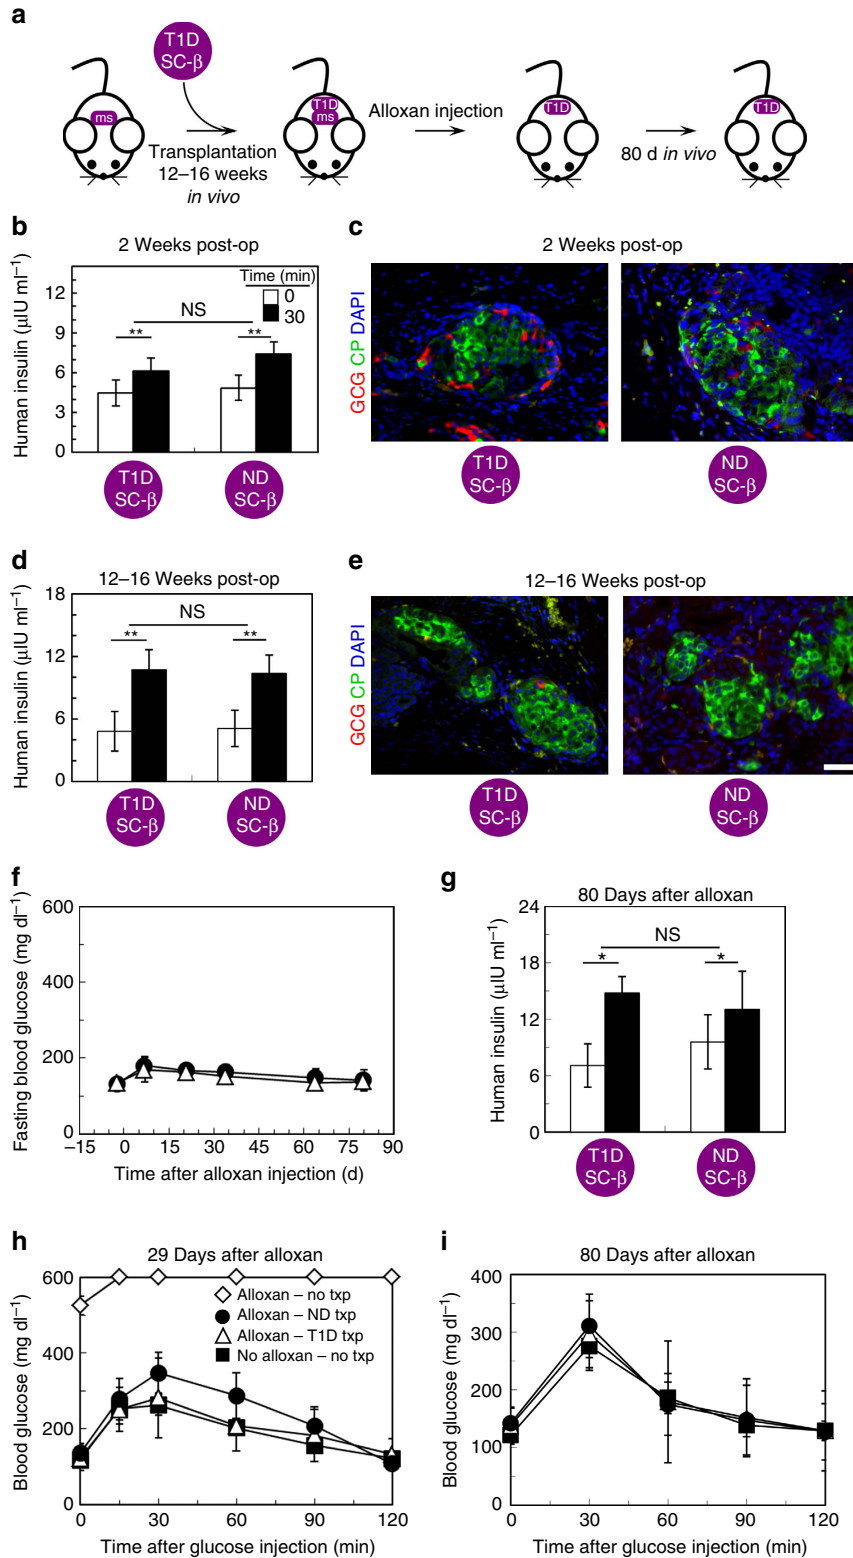 a
T1D
SC-β
ms
T1D
ms
T1D
T1D
Transplantation
12–16 weeks
in vivo
Alloxan injection
80 d in vivo
b
2 Weeks post-op
Human insulin (μIU ml−1)
12
9
6
3
0
Time (min)
0
30
NS
**
**
T1D
SC-β
ND
SC-β
c
2 Weeks post-op
GCG CP DAPI
T1D
SC-β
ND
SC-β
d
12–16 Weeks post-op
Human insulin (μIU ml−1)
18
12
6
0
NS
**
**
T1D
SC-β
ND
SC-β
e
12–16 Weeks post-op
GCG CP DAPI
T1D
SC-β
ND
SC-β
f
Fasting blood glucose (mg dl−1)
600
400
200
0
−15 0 15 30 45 60 75 90
Time after alloxan injection (d)
g
80 Days after alloxan
Human insulin (μIU ml−1)
24
18
12
6
0
NS
*
*
T1D
SC-β
ND
SC-β
h
29 Days after alloxan
Blood glucose (mg dl−1)
600
400
200
0
Alloxan – no txp
Alloxan – ND txp
Alloxan – T1D txp
No alloxan – no txp
0 30 60 90 120
Time after glucose injection (min)
i
80 Days after alloxan
Blood glucose (mg dl−1)
400
300
200
100
0
0 30 60 90 120
Time after glucose injection (min)